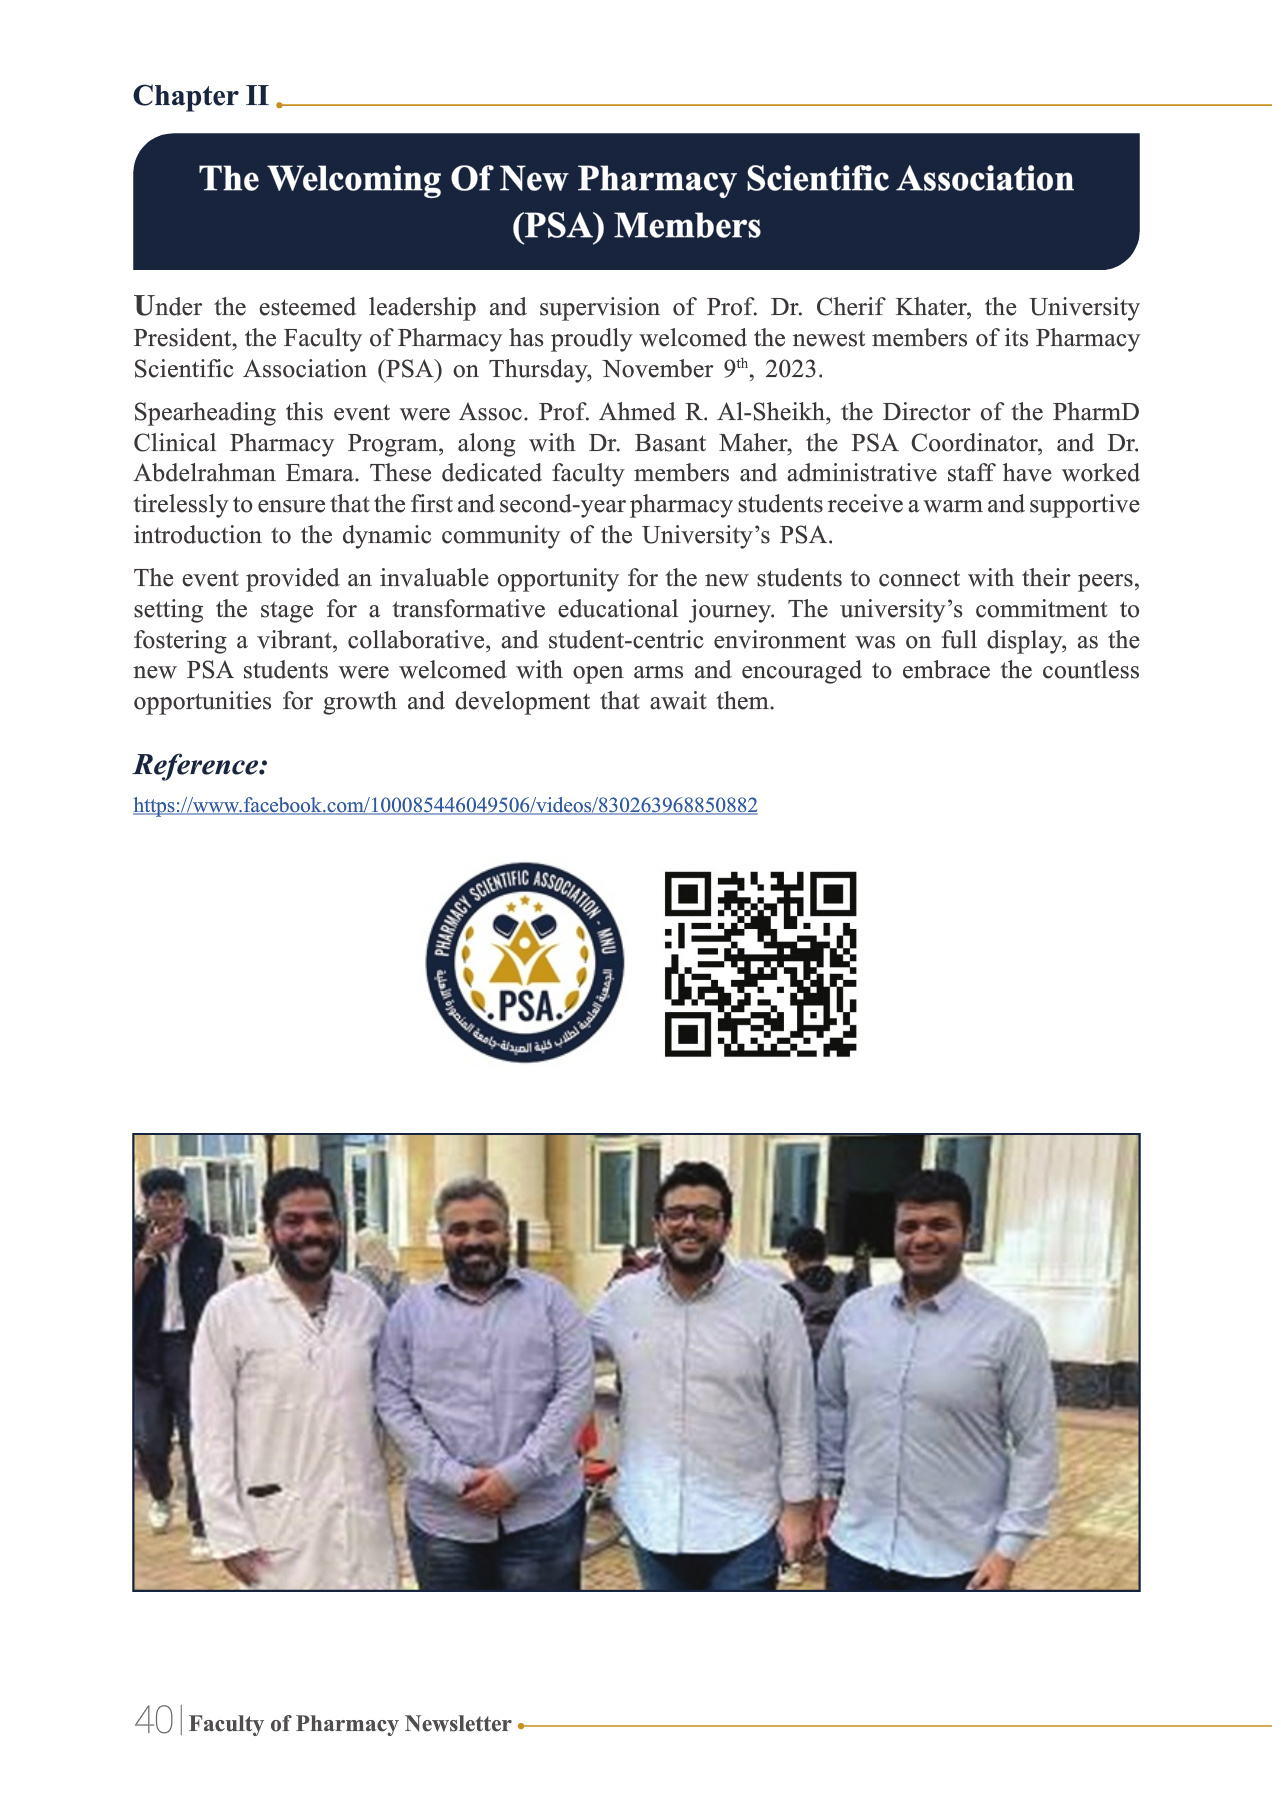 Chapter II
The Welcoming Of New Pharmacy Scientific Association
(PSA) Members
Under the esteemed leadership and supervision of Prof. Dr. Cherif Khater, the University
President, the Faculty of Pharmacy has proudly welcomed the newest members of its Pharmacy
Scientific Association (PSA) on Thursday, November 9th, 2023.
Spearheading this event were Assoc. Prof. Ahmed R. Al-Sheikh, the Director of the PharmD
Clinical Pharmacy Program, along with Dr. Basant Maher, the PSA Coordinator, and Dr.
Abdelrahman Emara. These dedicated faculty members and administrative staff have worked
tirelessly to ensure that the first and second-year pharmacy students receive a warm and supportive
introduction to the dynamic community of the University’s PSA.
The event provided an invaluable opportunity for the new students to connect with their peers,
setting the stage for a transformative educational journey. The university’s commitment to
fostering a vibrant, collaborative, and student-centric environment was on full display, as the
new PSA students were welcomed with open arms and encouraged to embrace the countless
opportunities for growth and development that await them.
Reference:
https://www.facebook.com/100085446049506/videos/830263968850882
PHARMACY SCIENTIFIC ASSOCIATION - MNU
.PSA.
الجمعية العلمية لطلاب كلية الصيدلة-جامعة المنصورة الأهلية
40 | Faculty of Pharmacy Newsletter